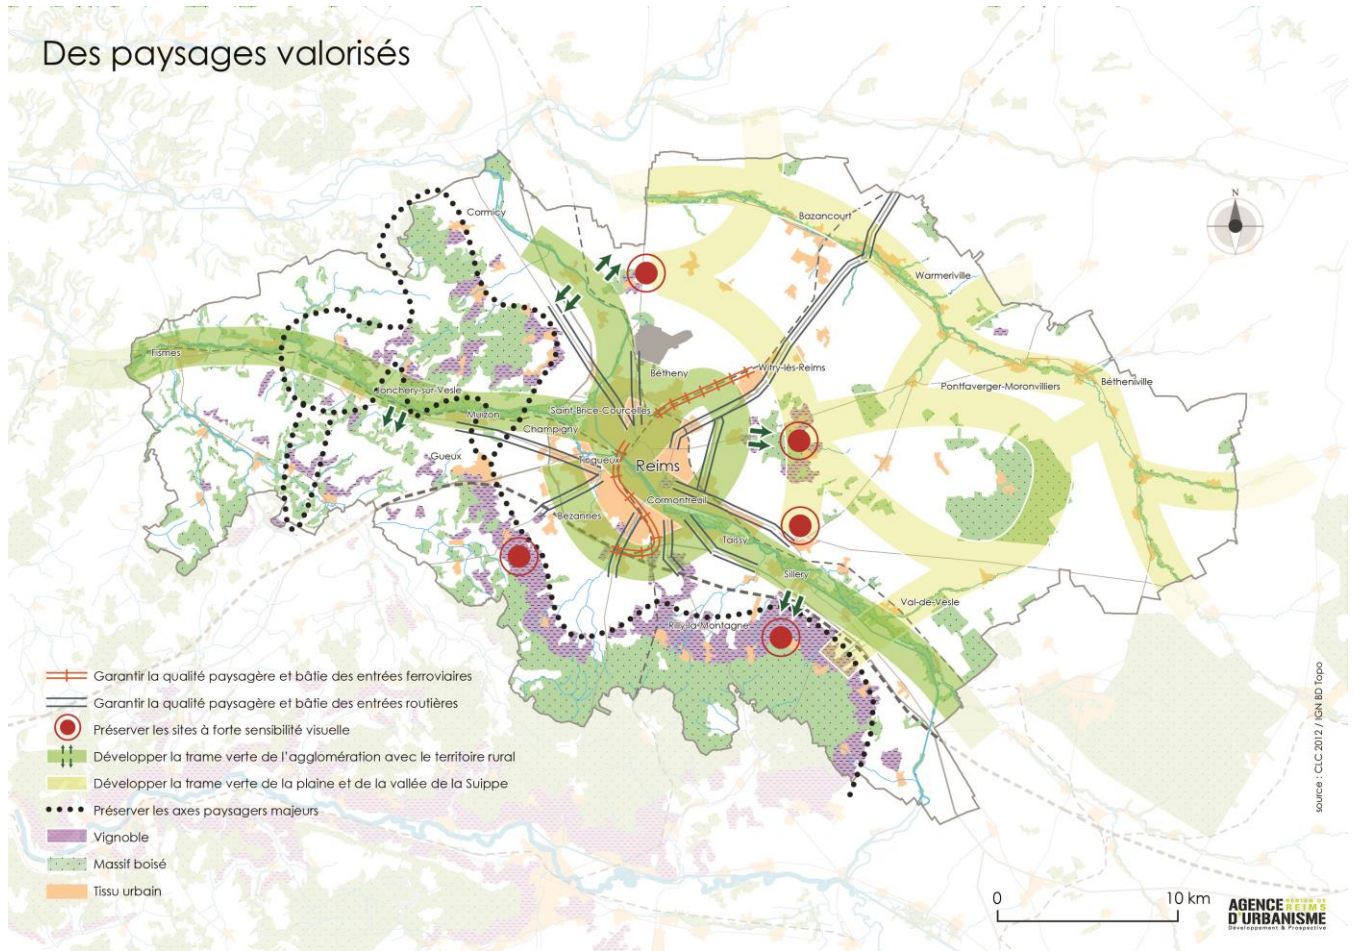 Des paysages valorisés
N
Cormicy
Bazancourt
Warmeriville
Fismes
Jonchery-sur-Vesle
Bétheny
Witry-lès-Reims
Pontfaverger-Moronvilliers
Bétheniville
Muizon
Saint-Brice-Courcelles
Champigny
Gueux
Tinqueux
Reims
Cormontreuil
Bezannes
Taissy
Sillery
Val-de-Vesle
Rilly-la-Montagne
Garantir la qualité paysagère et bâtie des entrées ferroviaires
Garantir la qualité paysagère et bâtie des entrées routières
Préserver les sites à forte sensibilité visuelle
Développer la trame verte de l'agglomération avec le territoire rural
Développer la trame verte de la plaine et de la vallée de la Suippe
Préserver les axes paysagers majeurs
Vignoble
Massif boisé
Tissu urbain
source : CLC 2012 / IGN BD Topo
0 10 km
AGENCE RÉGION DE REIMS
D'URBANISME
Développement & Prospective